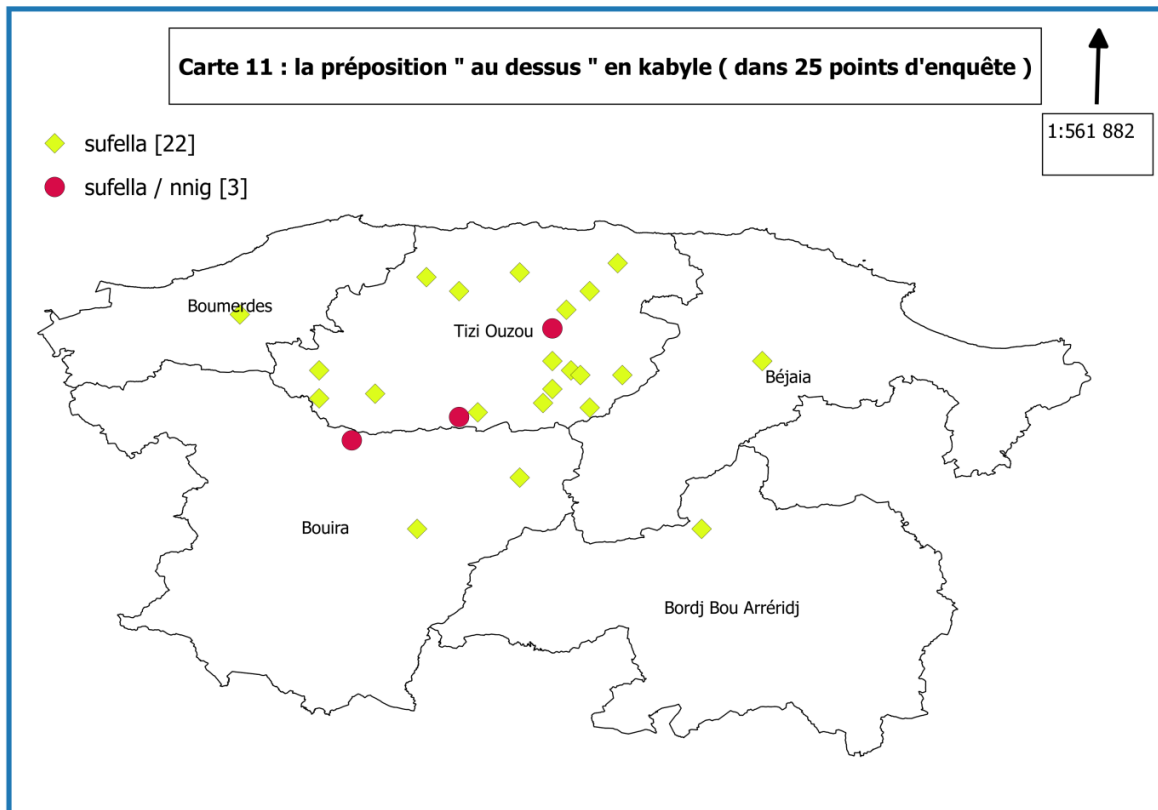 Carte 11 : la préposition " au dessus " en kabyle ( dans 25 points d'enquête )
1:561 882
sufella [22]
sufella / nnig [3]
Boumerdes
Tizi Ouzou
Béjaia
Bouira
Bordj Bou Arréridj